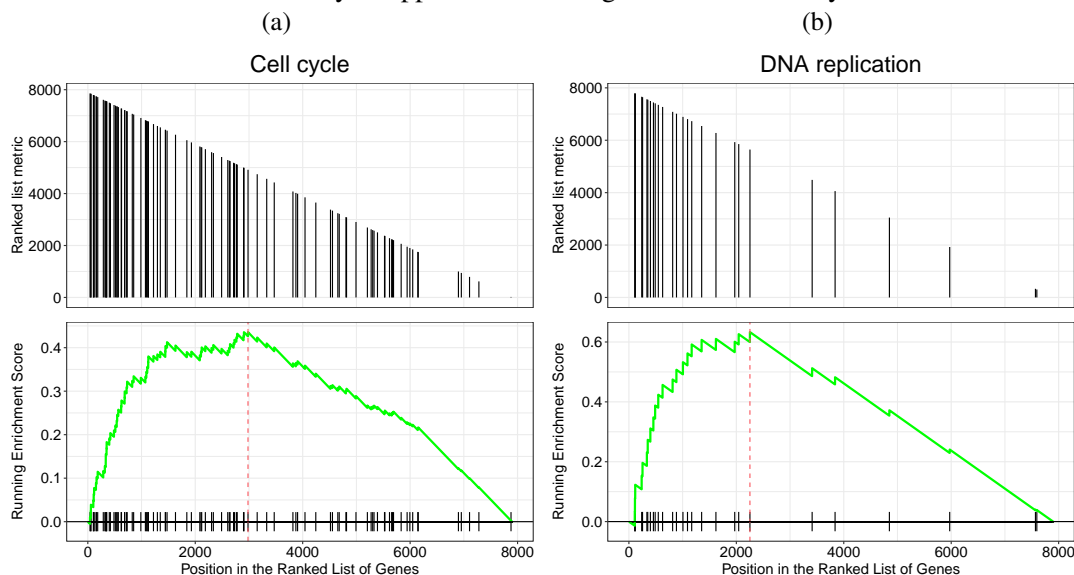 (a)
(b)
Cell cycle
Ranked list metric
8000
6000
4000
2000
0
Running Enrichment Score
0.4
0.3
0.2
0.1
0.0
0 2000 4000 6000 8000
Position in the Ranked List of Genes
DNA replication
Ranked list metric
8000
6000
4000
2000
0
Running Enrichment Score
0.6
0.4
0.2
0.0
0 2000 4000 6000 8000
Position in the Ranked List of Genes